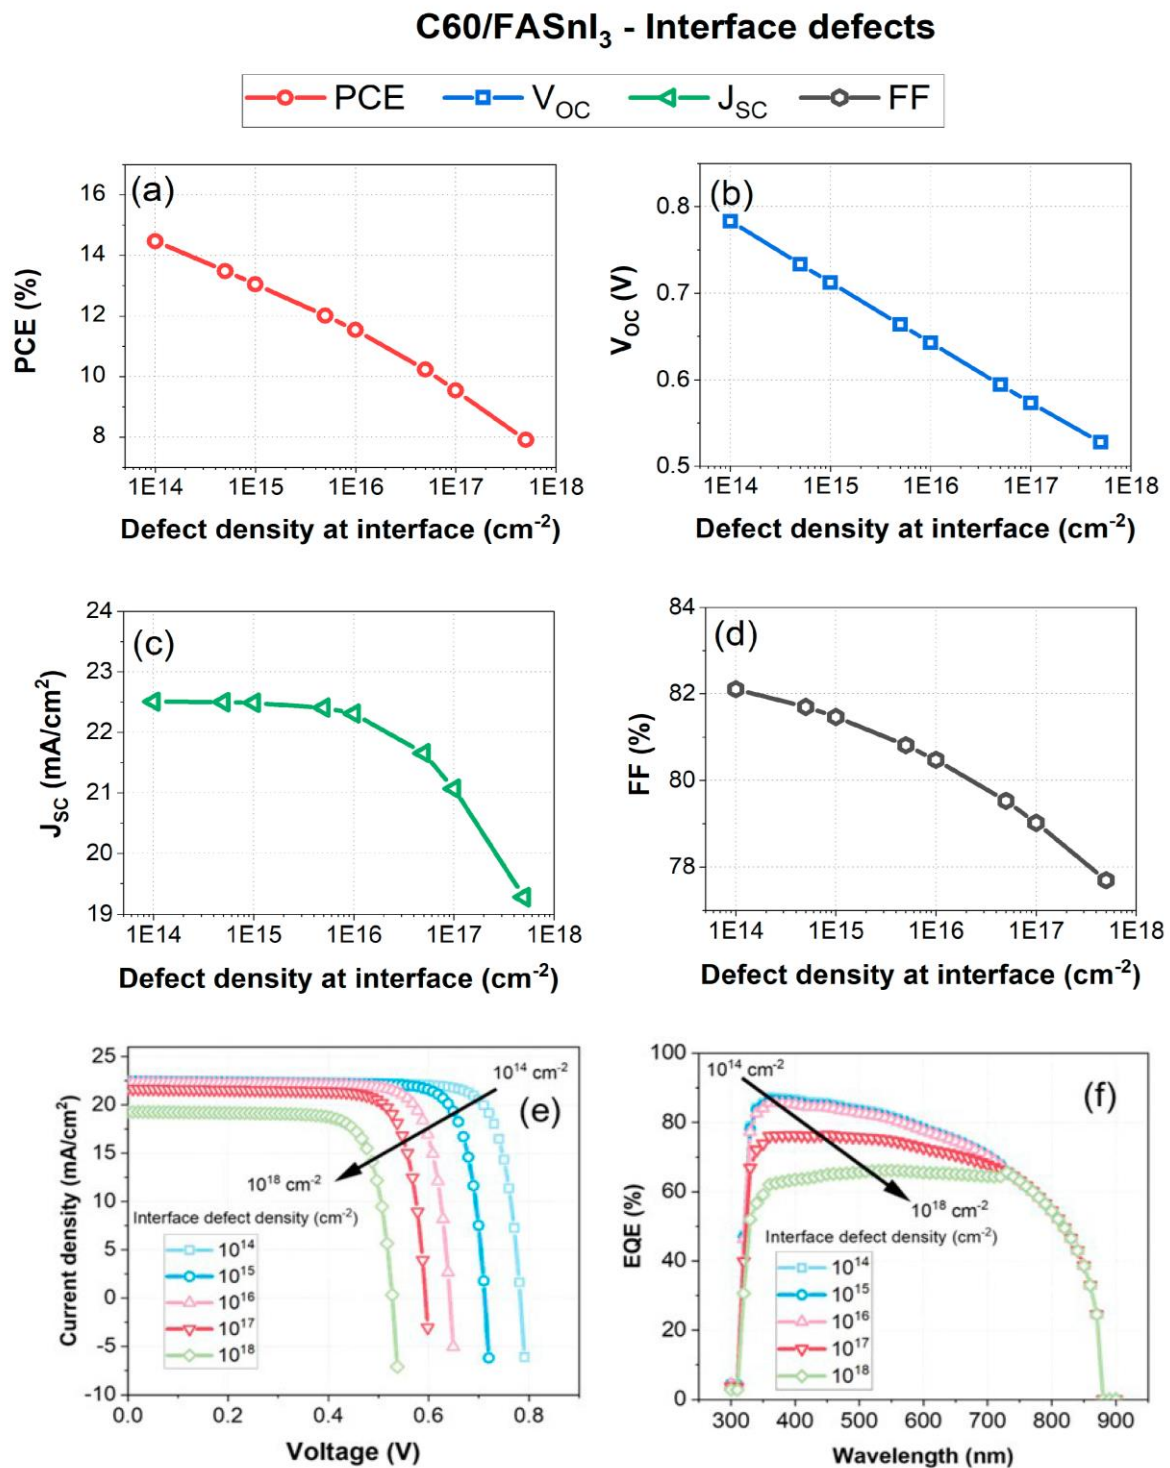 C60/FASnI₃ - Interface defects
PCE V_OC J_SC FF
(a)
16
14
12
10
8
PCE (%)
1E14 1E15 1E16 1E17 1E18
Defect density at interface (cm⁻²)
(b)
0.8
0.7
0.6
0.5
V_OC (V)
1E14 1E15 1E16 1E17 1E18
Defect density at interface (cm⁻²)
(c)
24
23
22
21
20
19
J_SC (mA/cm²)
1E14 1E15 1E16 1E17 1E18
Defect density at interface (cm⁻²)
(d)
84
82
80
78
FF (%)
1E14 1E15 1E16 1E17 1E18
Defect density at interface (cm⁻²)
(e)
25
20
15
10
5
0
-5
-10
Current density (mA/cm²)
10¹⁴ cm⁻²
10¹⁸ cm⁻²
Interface defect density (cm⁻²)
10¹⁴
10¹⁵
10¹⁶
10¹⁷
10¹⁸
0.0 0.2 0.4 0.6 0.8
Voltage (V)
(f)
100
80
60
40
20
0
EQE (%)
10¹⁴ cm⁻²
10¹⁸ cm⁻²
Interface defect density (cm⁻²)
10¹⁴
10¹⁵
10¹⁶
10¹⁷
10¹⁸
300 400 500 600 700 800 900
Wavelength (nm)